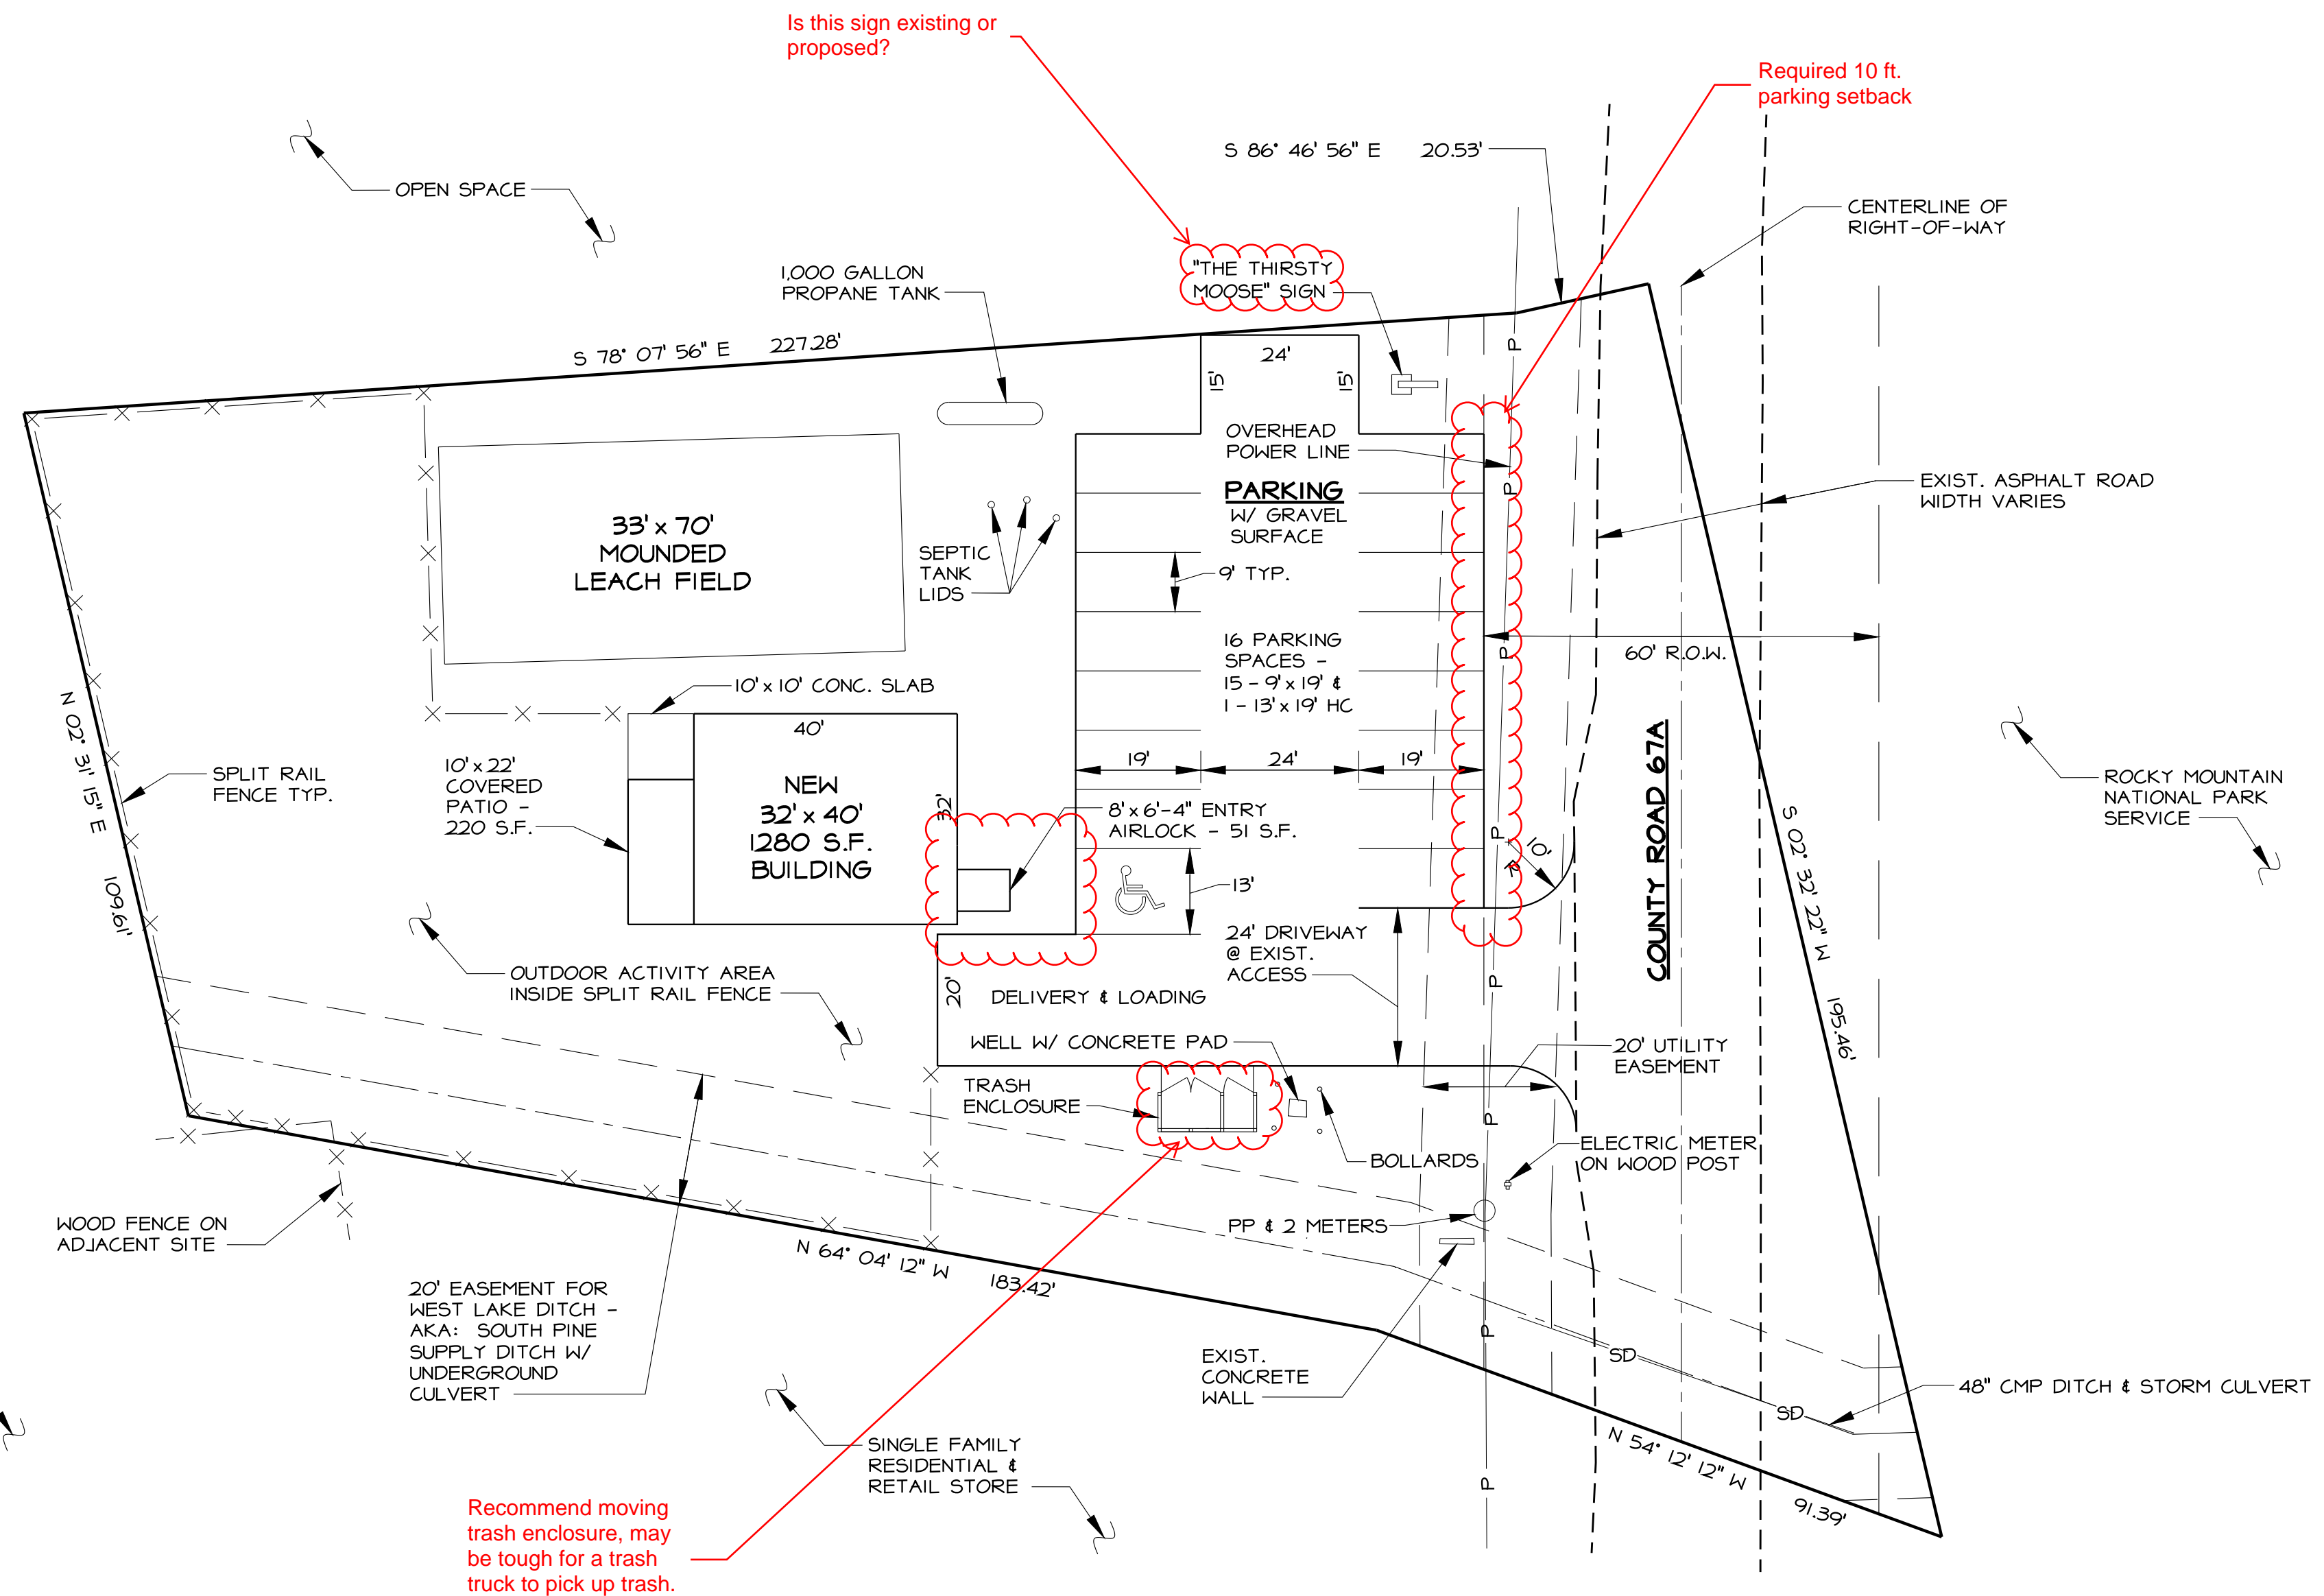 Is this sign existing or
proposed?
Required 10 ft.
parking setback
S 86° 46' 56" E 20.53'
OPEN SPACE
CENTERLINE OF
RIGHT-OF-WAY
1,000 GALLON
PROPANE TANK
"THE THIRSTY
MOOSE" SIGN
S 78° 07' 56" E 227.28'
24'
15'
15'
P
OVERHEAD
POWER LINE
EXIST. ASPHALT ROAD
WIDTH VARIES
PARKING
W/ GRAVEL
SURFACE
P
33' x 70'
MOUNDED
LEACH FIELD
SEPTIC
TANK
LIDS
9' TYP.
16 PARKING
SPACES -
15 - 9' x 19' &
1 - 13' x 19' HC
P
60' R.O.W.
10' x 10' CONC. SLAB
N 02° 31' 15" E 109.61'
40'
19'
24'
19'
SPLIT RAIL
FENCE TYP.
10' x 22'
COVERED
PATIO -
220 S.F.
NEW
32' x 40'
1280 S.F.
BUILDING
32'
8' x 6'-4" ENTRY
AIRLOCK - 51 S.F.
COUNTY ROAD 67A
ROCKY MOUNTAIN
NATIONAL PARK
SERVICE
S 02° 32' 22" W 195.46'
P
10'
R
13'
24' DRIVEWAY
@ EXIST.
ACCESS
P
OUTDOOR ACTIVITY AREA
INSIDE SPLIT RAIL FENCE
20'
DELIVERY & LOADING
WELL W/ CONCRETE PAD
20' UTILITY
EASEMENT
TRASH
ENCLOSURE
P
BOLLARDS
ELECTRIC METER
ON WOOD POST
WOOD FENCE ON
ADJACENT SITE
PP & 2 METERS
N 64° 04' 12" W 183.42'
20' EASEMENT FOR
WEST LAKE DITCH -
AKA: SOUTH PINE
SUPPLY DITCH W/
UNDERGROUND
CULVERT
P
EXIST.
CONCRETE
WALL
SD
SD
48" CMP DITCH & STORM CULVERT
SINGLE FAMILY
RESIDENTIAL &
RETAIL STORE
P
N 54° 12' 12" W 91.39'
Recommend moving
trash enclosure, may
be tough for a trash
truck to pick up trash.